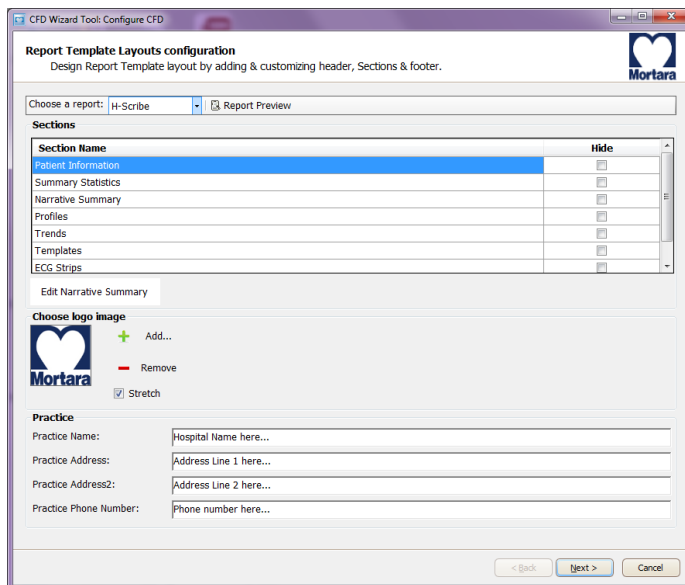 CFD Wizard Tool: Configure CFD
Report Template Layouts configuration
Design Report Template layout by adding & customizing header, Sections & footer.
Mortara
Choose a report: H-Scribe Report Preview
Sections
Section Name Hide
Patient Information
Summary Statistics
Narrative Summary
Profiles
Trends
Templates
ECG Strips
Edit Narrative Summary
Choose logo image
Mortara
Add...
Remove
Stretch
Practice
Practice Name: Hospital Name here...
Practice Address: Address Line 1 here...
Practice Address2: Address Line 2 here...
Practice Phone Number: Phone number here...
< Back Next > Cancel